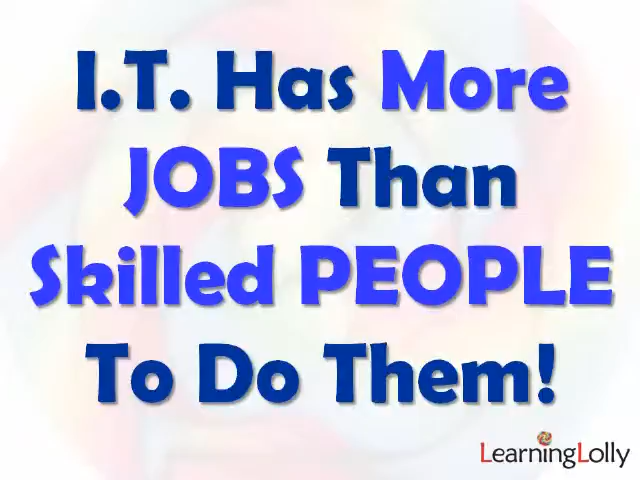 I.T. Has More
JOBS Than
Skilled PEOPLE
To Do Them!
LearningLolly